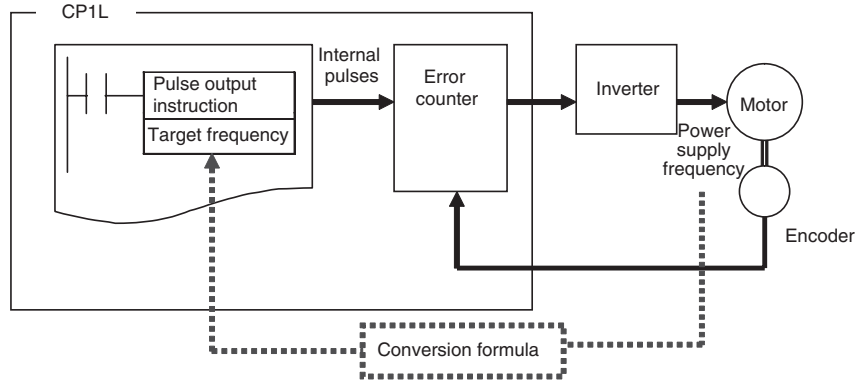 CP1L
Pulse output
instruction
Target frequency
Internal
pulses
Error
counter
Inverter
Motor
Power
supply
frequency
Encoder
Conversion formula